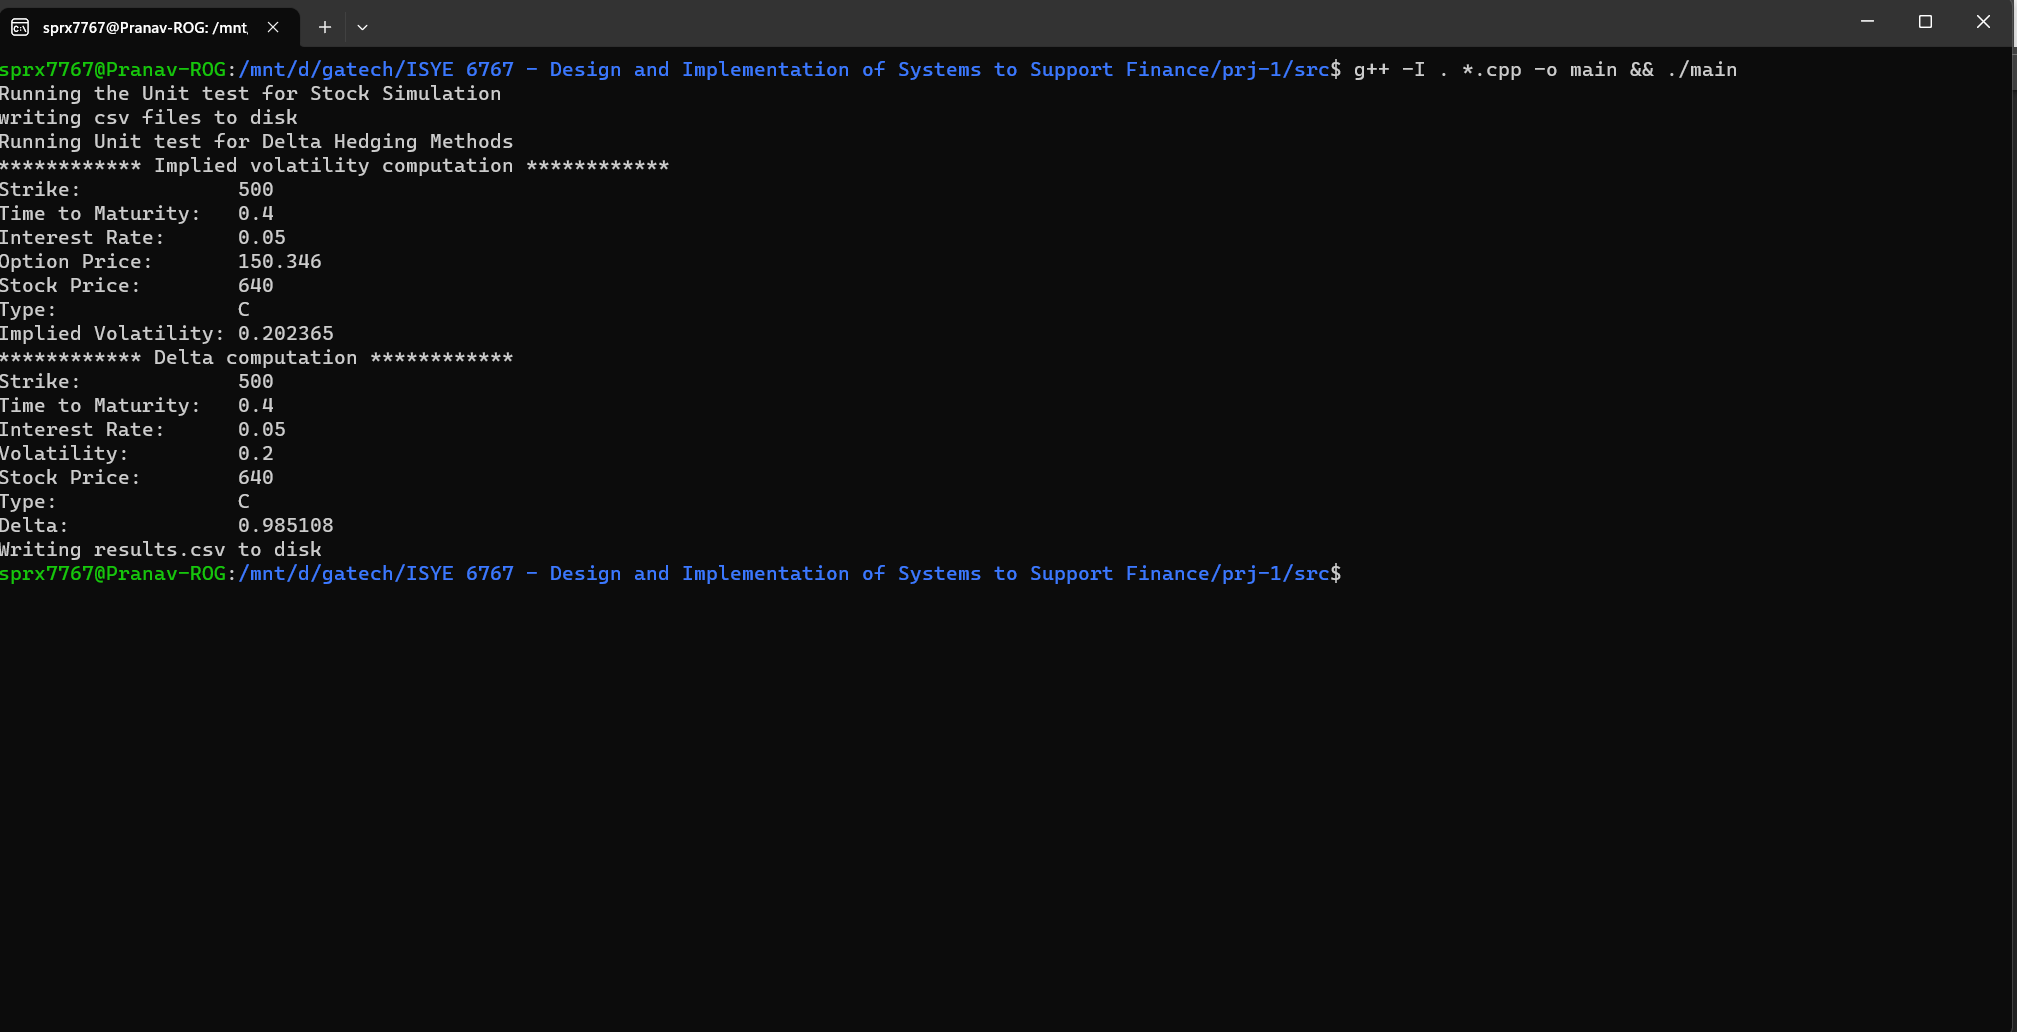 sprx7767@Pranav-ROG: /mnt
sprx7767@Pranav-ROG:/mnt/d/gatech/ISYE 6767 - Design and Implementation of Systems to Support Finance/prj-1/src$ g++ -I . *.cpp -o main && ./main
Running the Unit test for Stock Simulation
writing csv files to disk
Running Unit test for Delta Hedging Methods
************ Implied volatility computation ************
Strike: 500
Time to Maturity: 0.4
Interest Rate: 0.05
Option Price: 150.346
Stock Price: 640
Type: C
Implied Volatility: 0.202365
************ Delta computation ************
Strike: 500
Time to Maturity: 0.4
Interest Rate: 0.05
Volatility: 0.2
Stock Price: 640
Type: C
Delta: 0.985108
Writing results.csv to disk
sprx7767@Pranav-ROG:/mnt/d/gatech/ISYE 6767 - Design and Implementation of Systems to Support Finance/prj-1/src$